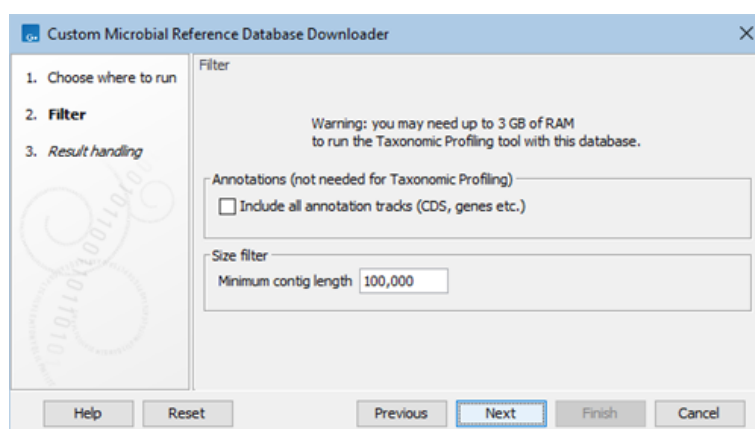 Custom Microbial Reference Database Downloader
1. Choose where to run
2. Filter
3. Result handling
Filter
Warning: you may need up to 3 GB of RAM
to run the Taxonomic Profiling tool with this database.
Annotations (not needed for Taxonomic Profiling)
Include all annotation tracks (CDS, genes etc.)
Size filter
Minimum contig length 100,000
Help Reset Previous Next Finish Cancel